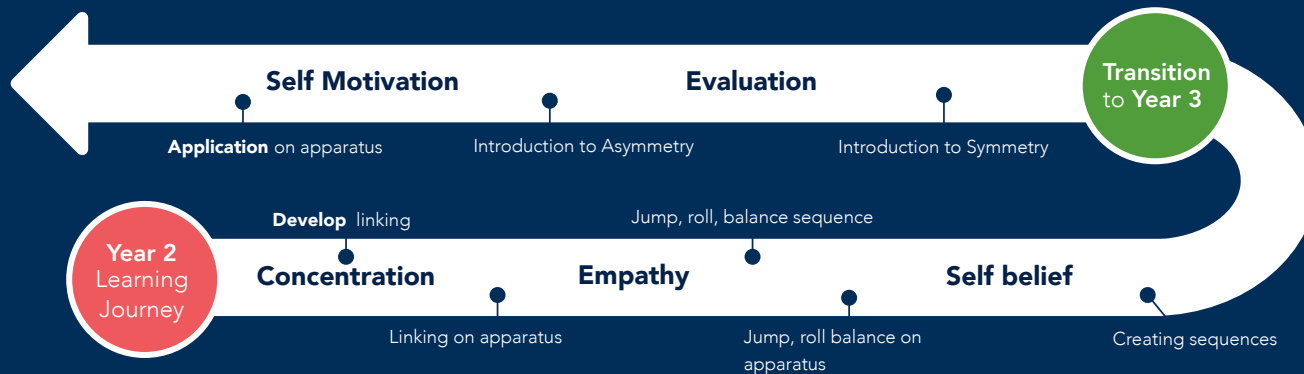 Self Motivation
Evaluation
Transition
to Year 3
Application on apparatus
Introduction to Asymmetry
Introduction to Symmetry
Develop linking
Jump, roll, balance sequence
Year 2
Learning
Journey
Concentration
Empathy
Self belief
Linking on apparatus
Jump, roll balance on
apparatus
Creating sequences